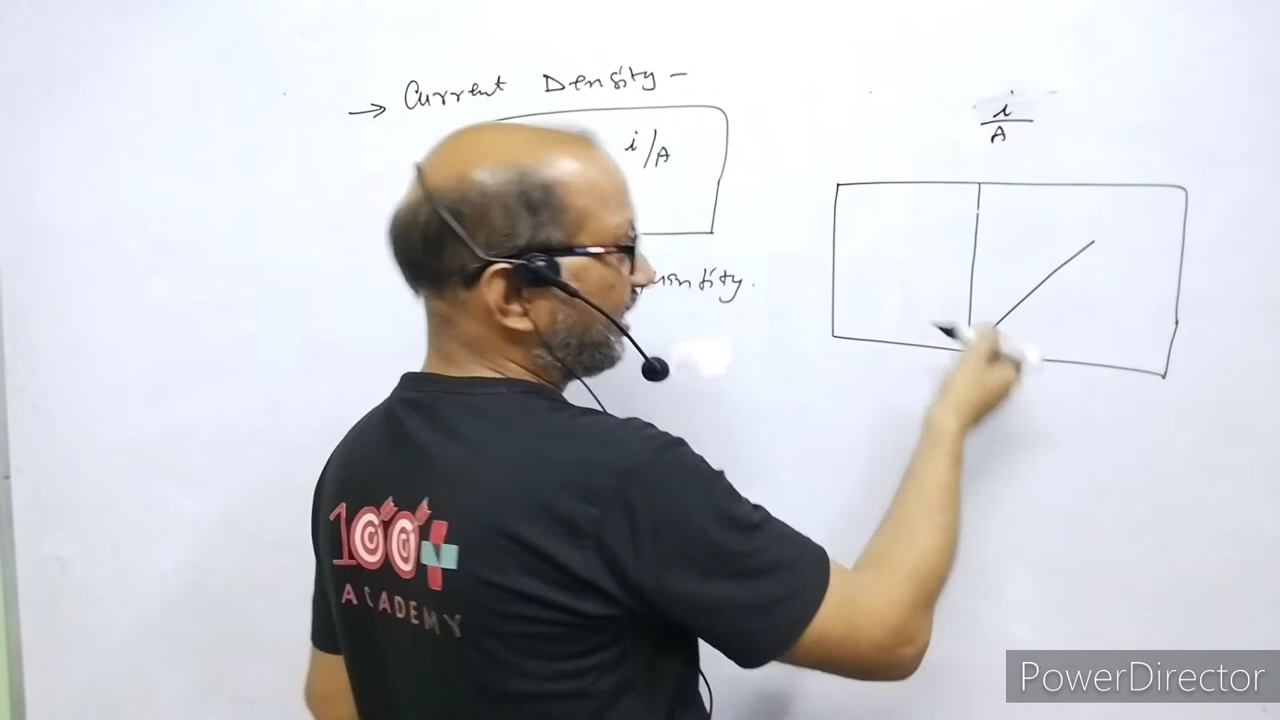 → Current Density -
i/A
i
A
100+
ACADEMY
PowerDirector